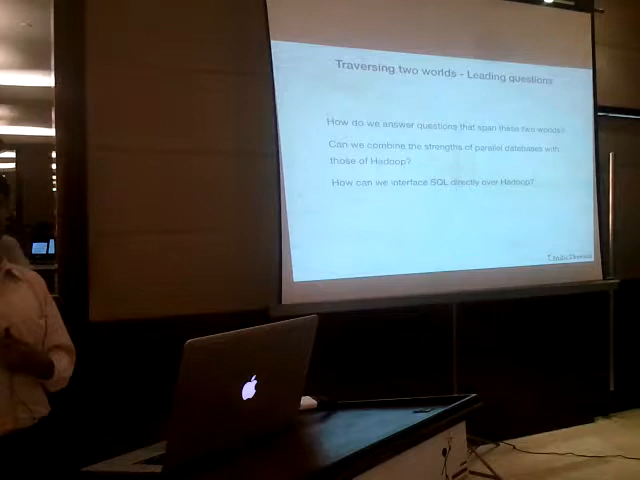 Traversing two worlds - Leading questions
How do we answer questions that span these two worlds?
Can we combine the strengths of parallel databases with
those of Hadoop?
How can we interface SQL directly over Hadoop?